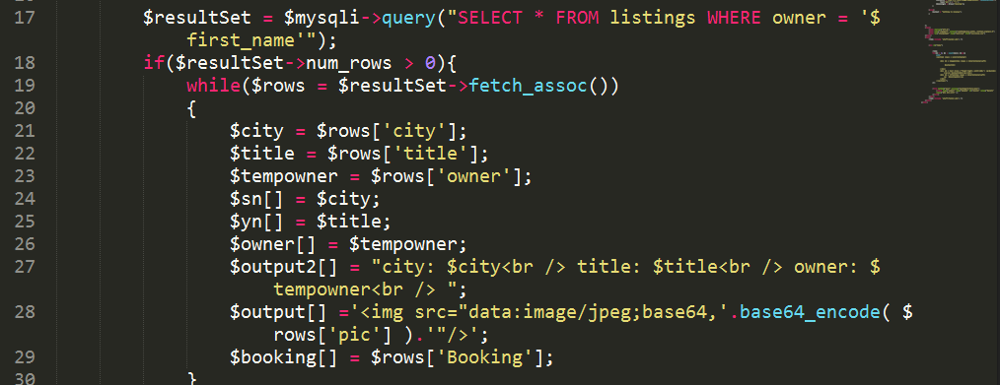 17 $resultSet = $mysqli->query("SELECT * FROM listings WHERE owner = '$
first_name'");
18 if($resultSet->num_rows > 0){
19 while($rows = $resultSet->fetch_assoc())
20 {
21 $city = $rows['city'];
22 $title = $rows['title'];
23 $tempowner = $rows['owner'];
24 $sn[] = $city;
25 $yn[] = $title;
26 $owner[] = $tempowner;
27 $output2[] = "city: $city<br /> title: $title<br /> owner: $
tempowner<br /> ";
28 $output[] ='<img src="data:image/jpeg;base64,'.base64_encode( $
rows['pic'] ).'"/>';
29 $booking[] = $rows['Booking'];
30 }